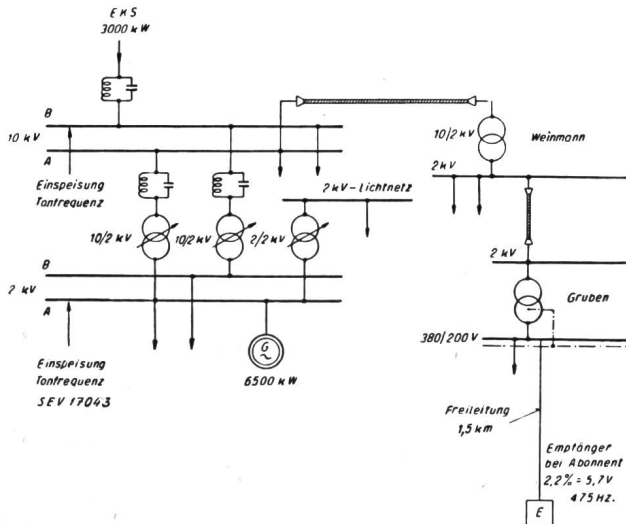 EKS
3000 kW
B
10 kV
A
Einspeisung
Tonfrequenz
10/2 kV
Weinmann
2 kV
2 kV-Lichtnetz
10/2 kV
10/2 kV
2/2 kV
B
2 kV
A
2 kV
Gruben
G
~
6500 kW
380/200 V
Einspeisung
Tonfrequenz
SEV 17043
Freileitung
1,5 km
Empfänger
bei Abonnent
2,2% = 5,7 V
475 Hz.
E